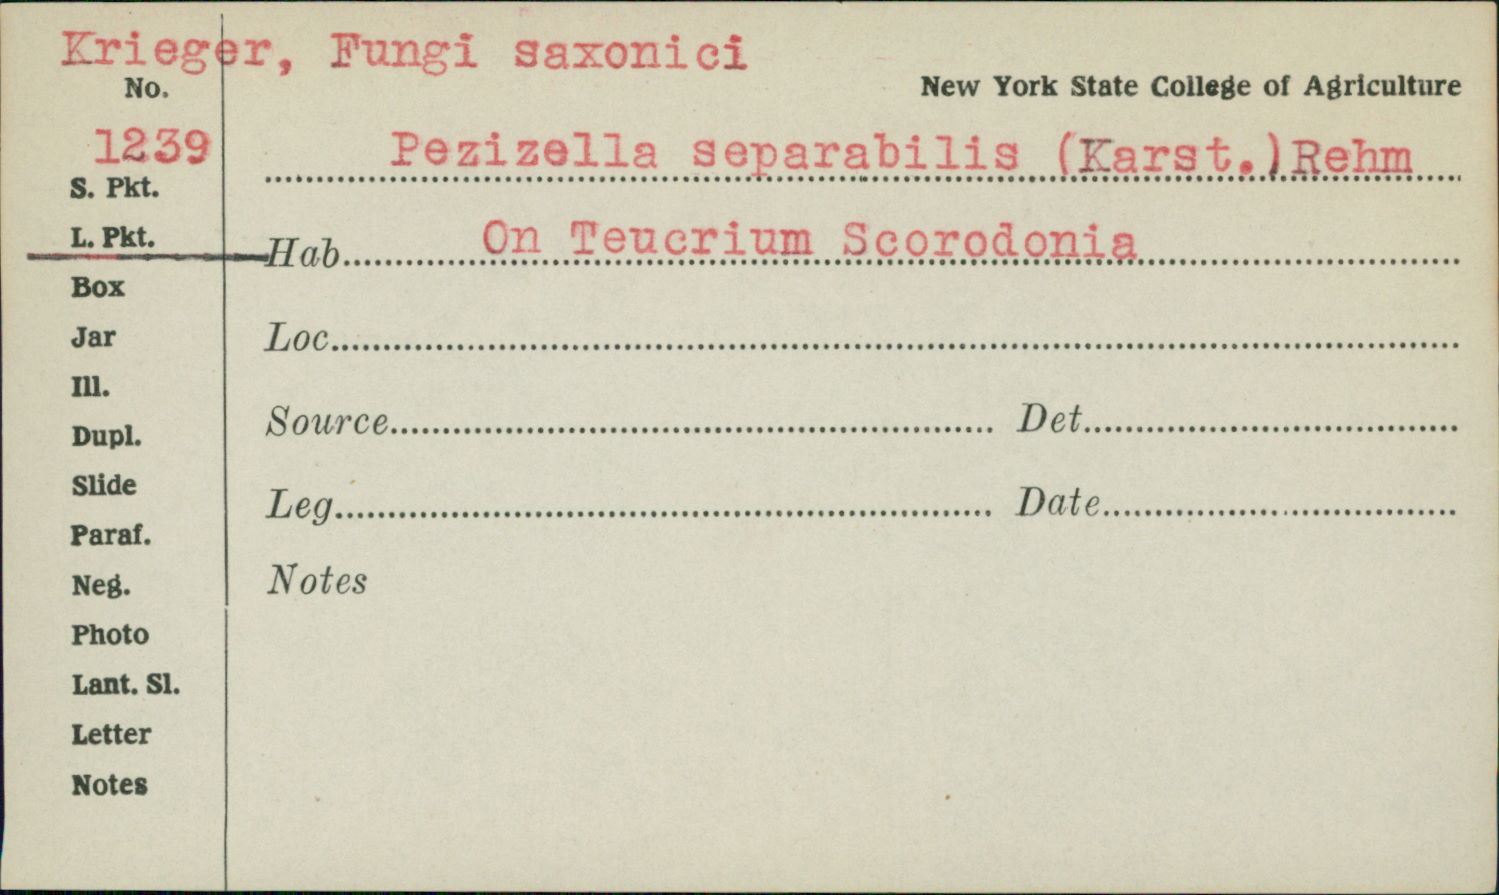 Krieger, Fungi saxonici
No.
New York State College of Agriculture
1239
Pezizella separabilis (Karst.)Rehm
S. Pkt.
L. Pkt.
Hab. On Teucrium Scorodonia
Box
Jar
Loc.
Ill.
Source Det.
Dupl.
Slide
Leg. Date
Paraf.
Neg.
Notes
Photo
Lant. Sl.
Letter
Notes